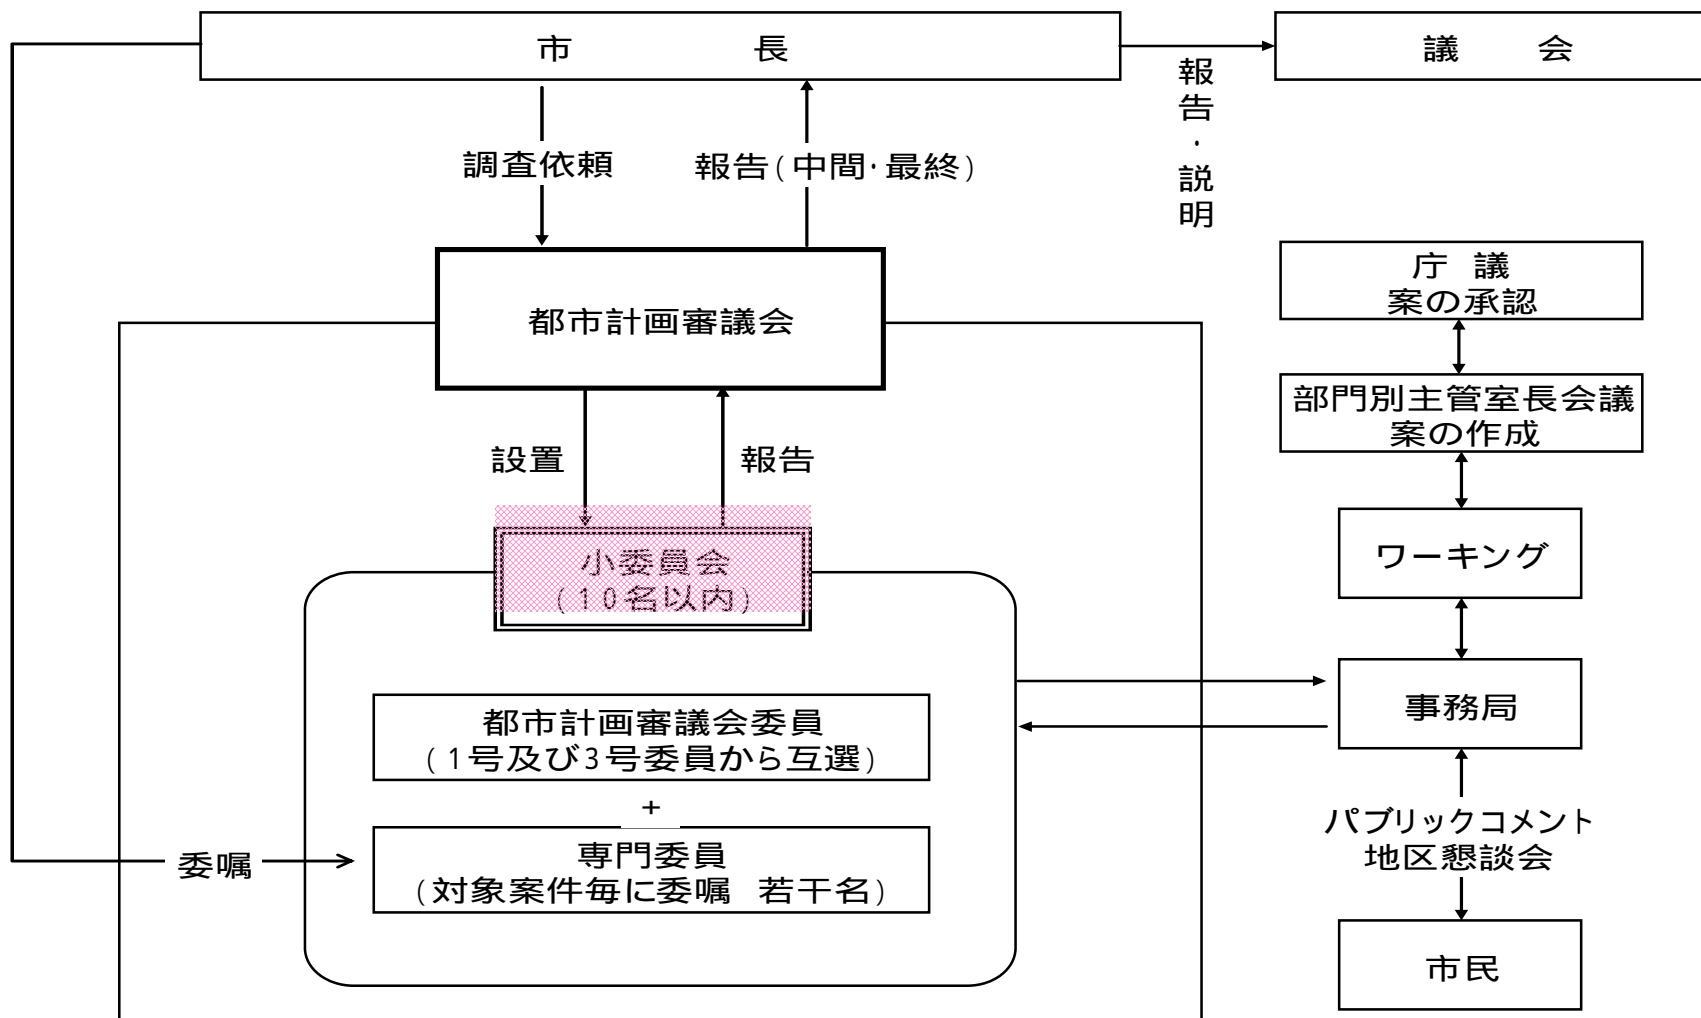 市　　　　　長
議　　会
報告・説明
調査依頼
報告(中間・最終)
都市計画審議会
庁　議
案の承認
部門別主管室長会議
案の作成
設置
報告
小委員会
(10名以内)
ワーキング
都市計画審議会委員
(1号及び3号委員から互選)
+
専門委員
(対象案件毎に委嘱　若干名)
委嘱
事務局
パブリックコメント
地区懇談会
市民